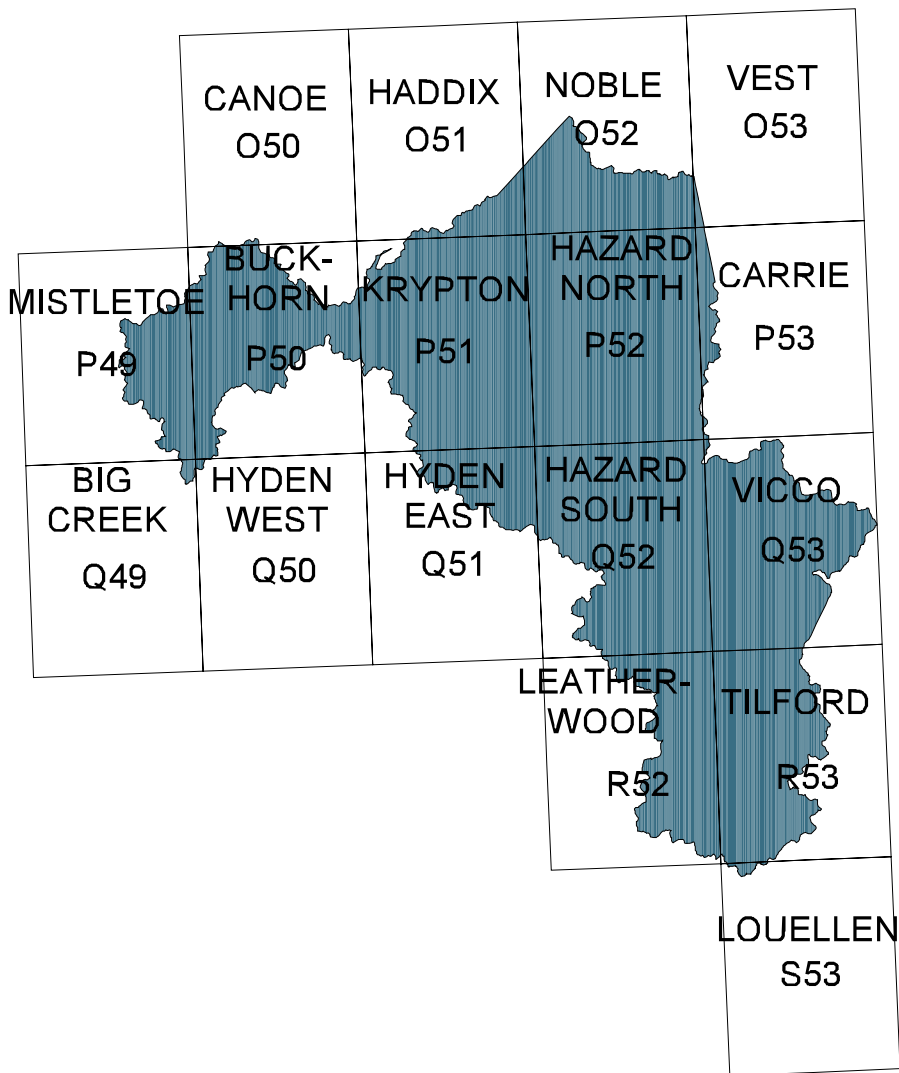 CANOE
O50
HADDIX
O51
NOBLE
O52
VEST
O53
MISTLETOE
P49
BUCK-
HORN
P50
KRYPTON
P51
HAZARD
NORTH
P52
CARRIE
P53
BIG
CREEK
Q49
HYDEN
WEST
Q50
HYDEN
EAST
Q51
HAZARD
SOUTH
Q52
VICCO
Q53
LEATHER-
WOOD
R52
TILFORD
R53
LOUELLEN
S53